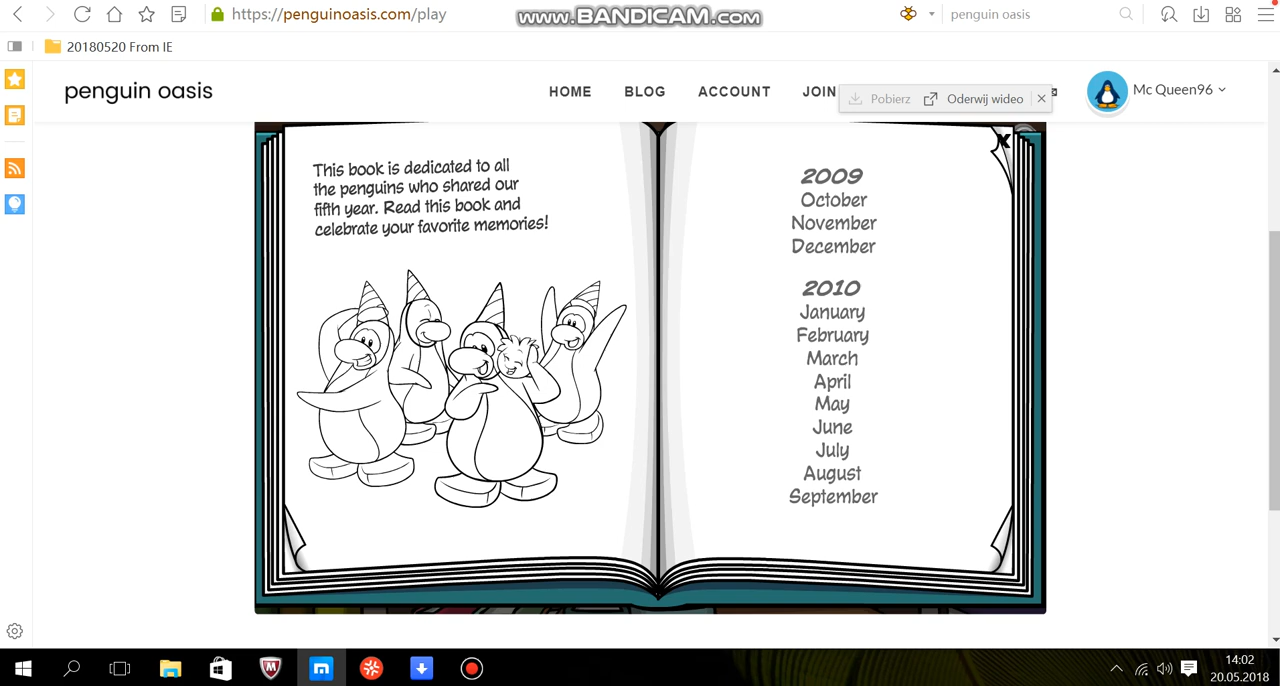 https://penguinoasis.com/play
www.BANDICAM.com
penguin oasis
20180520 From IE
penguin oasis
HOME
BLOG
ACCOUNT
JOIN
Pobierz
Oderwij wideo
Mc Queen96
This book is dedicated to all
the penguins who shared our
fifth year. Read this book and
celebrate your favorite memories!
X
2009
October
November
December
2010
January
February
March
April
May
June
July
August
September
14:02
20.05.2018